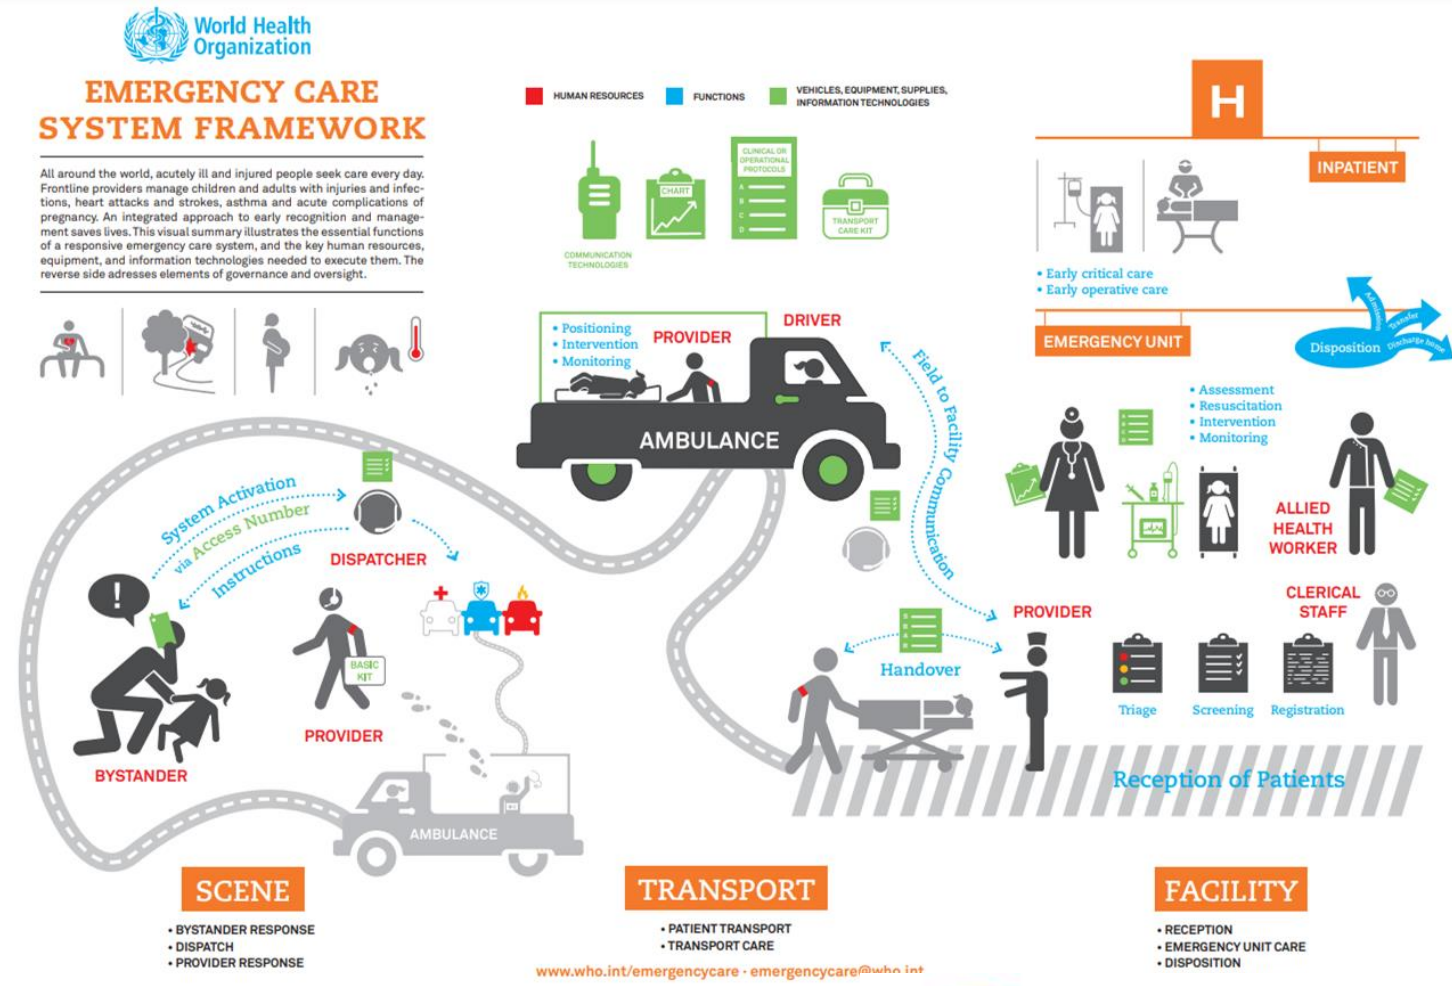 World Health
Organization
EMERGENCY CARE
SYSTEM FRAMEWORK
All around the world, acutely ill and injured people seek care every day.
Frontline providers manage children and adults with injuries and infec-
tions, heart attacks and strokes, asthma and acute complications of
pregnancy. An integrated approach to early recognition and manage-
ment saves lives. This visual summary illustrates the essential functions
of a responsive emergency care system, and the key human resources,
equipment, and information technologies needed to execute them. The
reverse side adresses elements of governance and oversight.
HUMAN RESOURCES
FUNCTIONS
VEHICLES, EQUIPMENT, SUPPLIES,
INFORMATION TECHNOLOGIES
COMMUNICATION
TECHNOLOGIES
CHART
CLINICAL OR
OPERATIONAL
PROTOCOLS
A
B
C
D
TRANSPORT
CARE KIT
H
INPATIENT
• Early critical care
• Early operative care
EMERGENCY UNIT
Disposition
Admission
Transfer
Discharge home
• Assessment
• Resuscitation
• Intervention
• Monitoring
ALLIED
HEALTH
WORKER
CLERICAL
STAFF
Triage
Screening
Registration
Reception of Patients
• Positioning
• Intervention
• Monitoring
PROVIDER
DRIVER
AMBULANCE
Field to Facility Communication
PROVIDER
Handover
System Activation
via Access Number
Instructions
DISPATCHER
!
BYSTANDER
BASIC
KIT
PROVIDER
AMBULANCE
SCENE
• BYSTANDER RESPONSE
• DISPATCH
• PROVIDER RESPONSE
TRANSPORT
• PATIENT TRANSPORT
• TRANSPORT CARE
FACILITY
• RECEPTION
• EMERGENCY UNIT CARE
• DISPOSITION
www.who.int/emergencycare · emergencycare@who.int